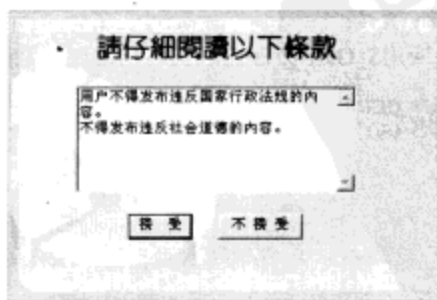 請仔細閱讀以下條款
用户不得发布违反国家行政法规的内
容。
不得发布违反社会道德的内容。
接 受
不 接 受